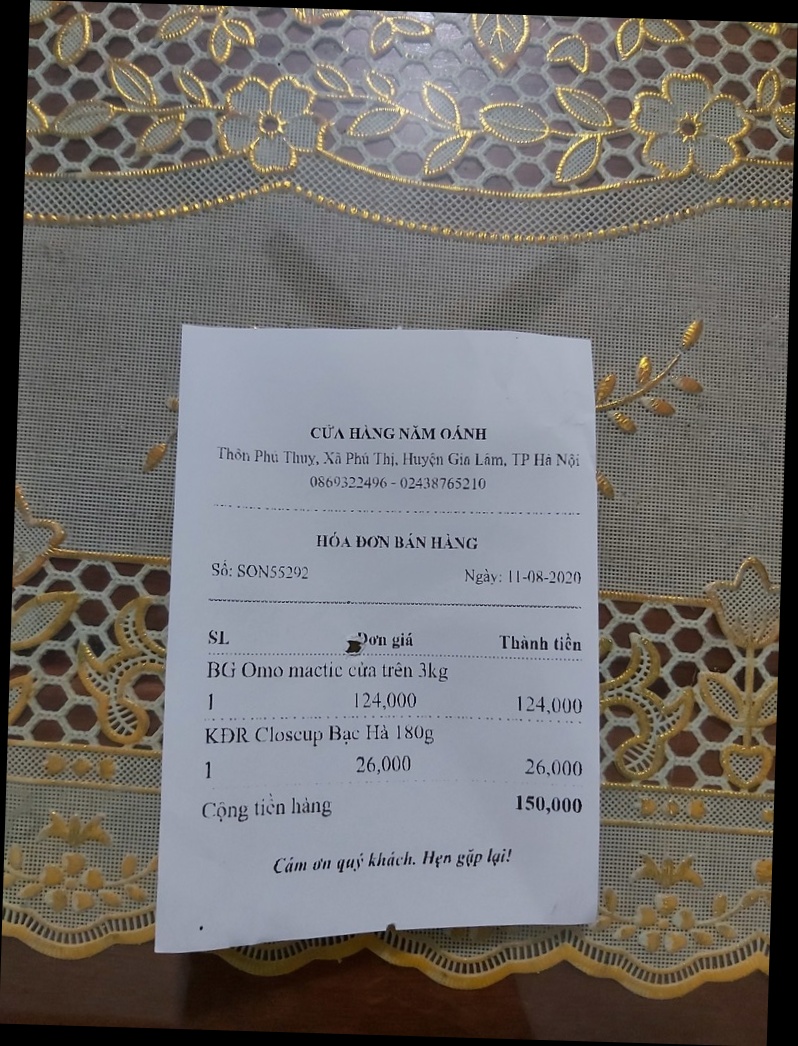 CỬA HÀNG NĂM OÁNH
Thôn Phú Thụy, Xã Phú Thị, Huyện Gia Lâm, TP Hà Nội
0869322496 - 02438765210
HÓA ĐƠN BÁN HÀNG
Số: SON55292
Ngày: 11-08-2020
SL Đơn giá Thành tiền
BG Omo mactic cửa trên 3kg
1 124,000 124,000
KĐR Closeup Bạc Hà 180g
1 26,000 26,000
Cộng tiền hàng 150,000
Cám ơn quý khách. Hẹn gặp lại!